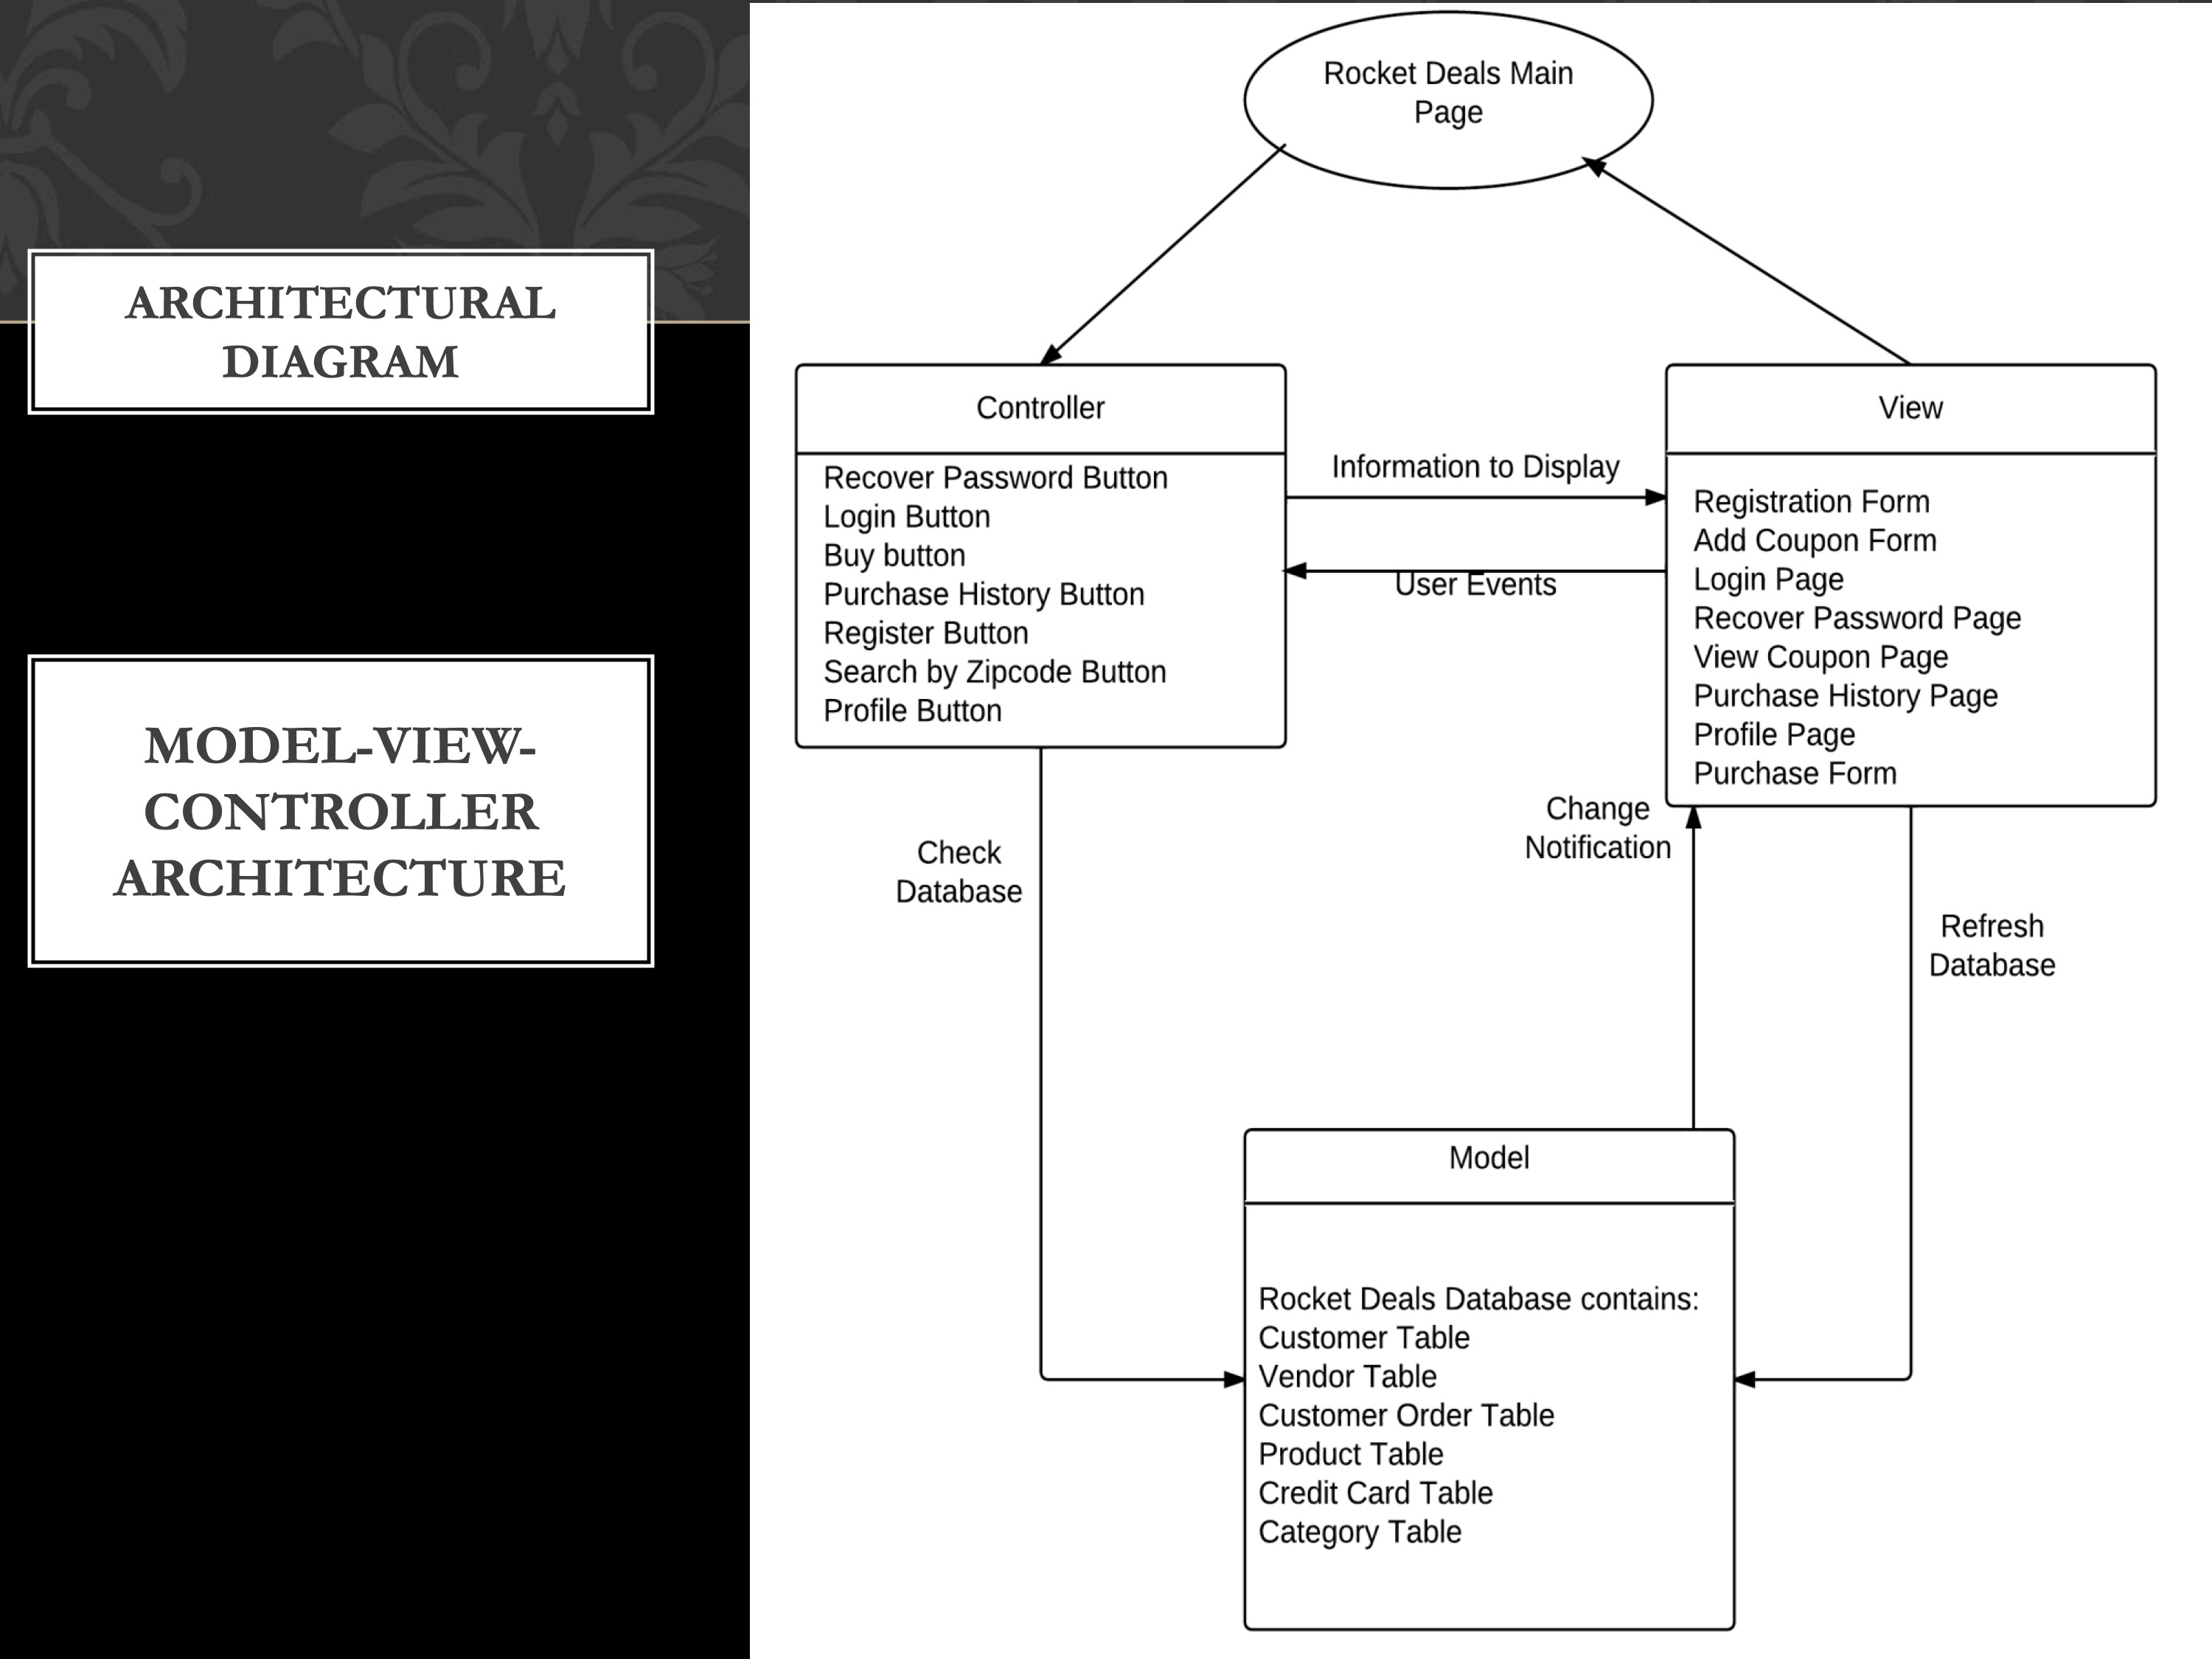 ARCHITECTURAL
DIAGRAM
MODEL-VIEW-
CONTROLLER
ARCHITECTURE
Rocket Deals Main
Page
Controller
Recover Password Button
Login Button
Buy button
Purchase History Button
Register Button
Search by Zipcode Button
Profile Button
Information to Display
User Events
View
Registration Form
Add Coupon Form
Login Page
Recover Password Page
View Coupon Page
Purchase History Page
Profile Page
Purchase Form
Check
Database
Change
Notification
Refresh
Database
Model
Rocket Deals Database contains:
Customer Table
Vendor Table
Customer Order Table
Product Table
Credit Card Table
Category Table